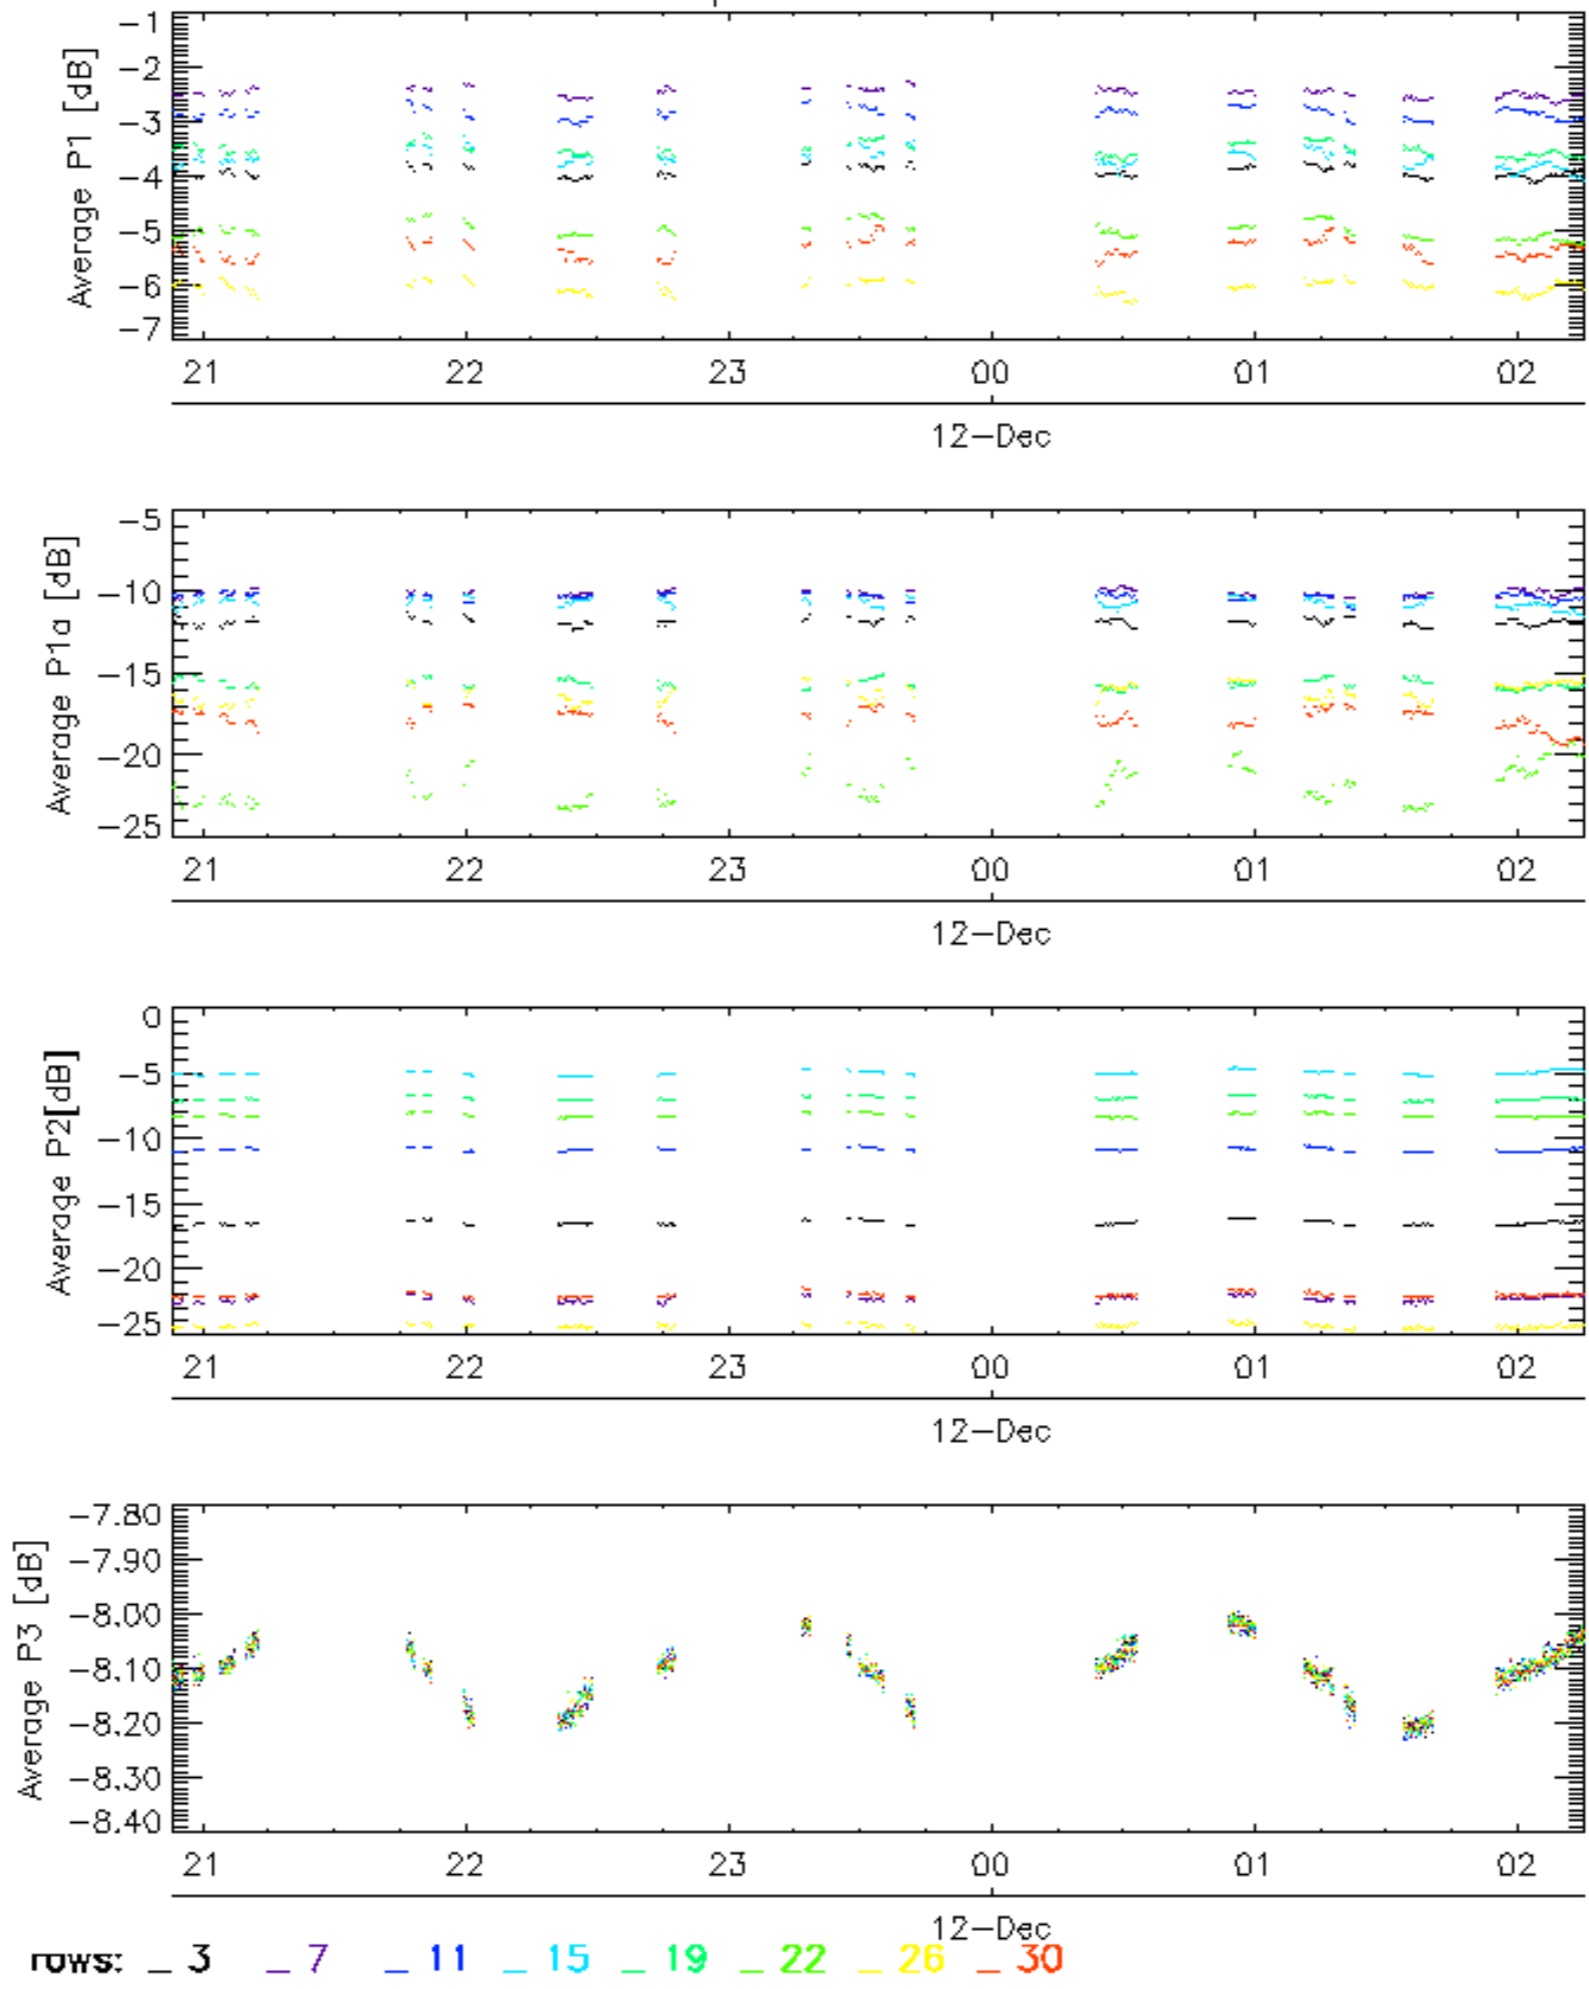 Average P1 [dB]
−1
−2
−3
−4
−5
−6
−7
21 22 23 00 01 02
12−Dec
Average P1a [dB]
−5
−10
−15
−20
−25
21 22 23 00 01 02
12−Dec
Average P2[dB]
0
−5
−10
−15
−20
−25
21 22 23 00 01 02
12−Dec
Average P3 [dB]
−7.80
−7.90
−8.00
−8.10
−8.20
−8.30
−8.40
21 22 23 00 01 02
12−Dec
rows: _ 3 _ 7 _ 11 _ 15 _ 19 _ 22 _ 26 _ 30